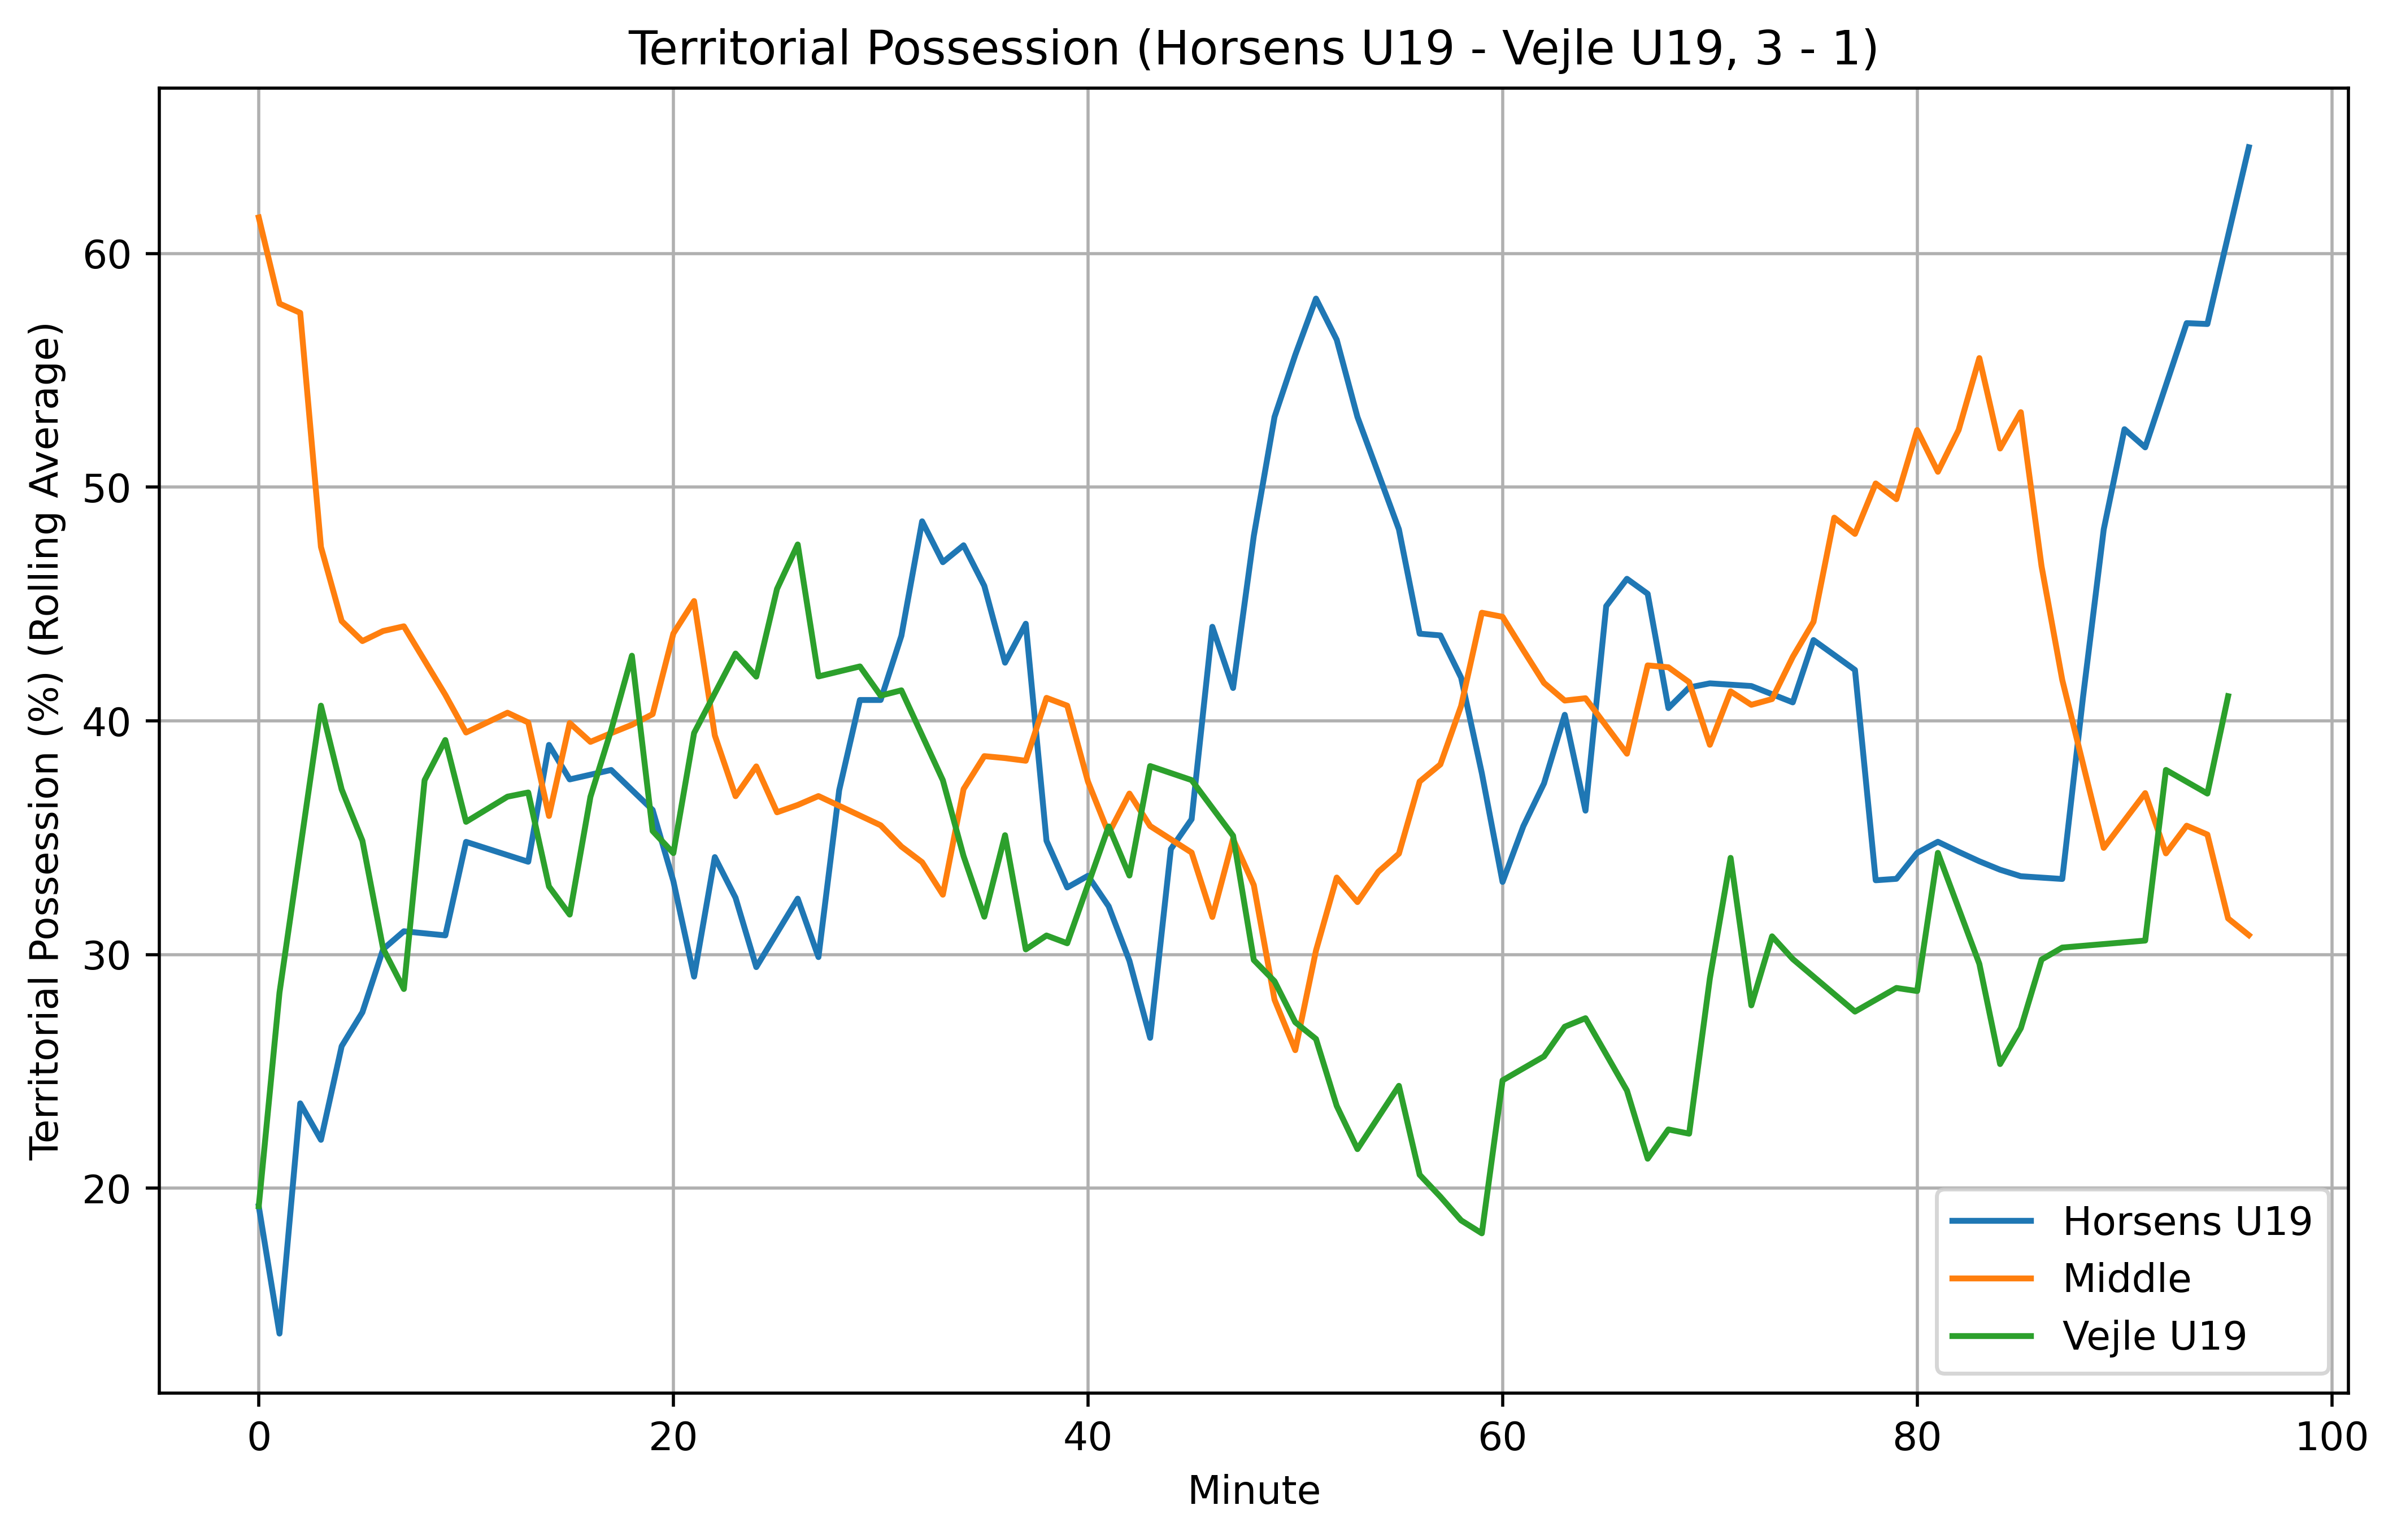 Territorial Possession (Horsens U19 - Vejle U19, 3 - 1)
Territorial Possession (%) (Rolling Average)
60
50
40
30
20
0 20 40 60 80 100
Minute
Horsens U19
Middle
Vejle U19